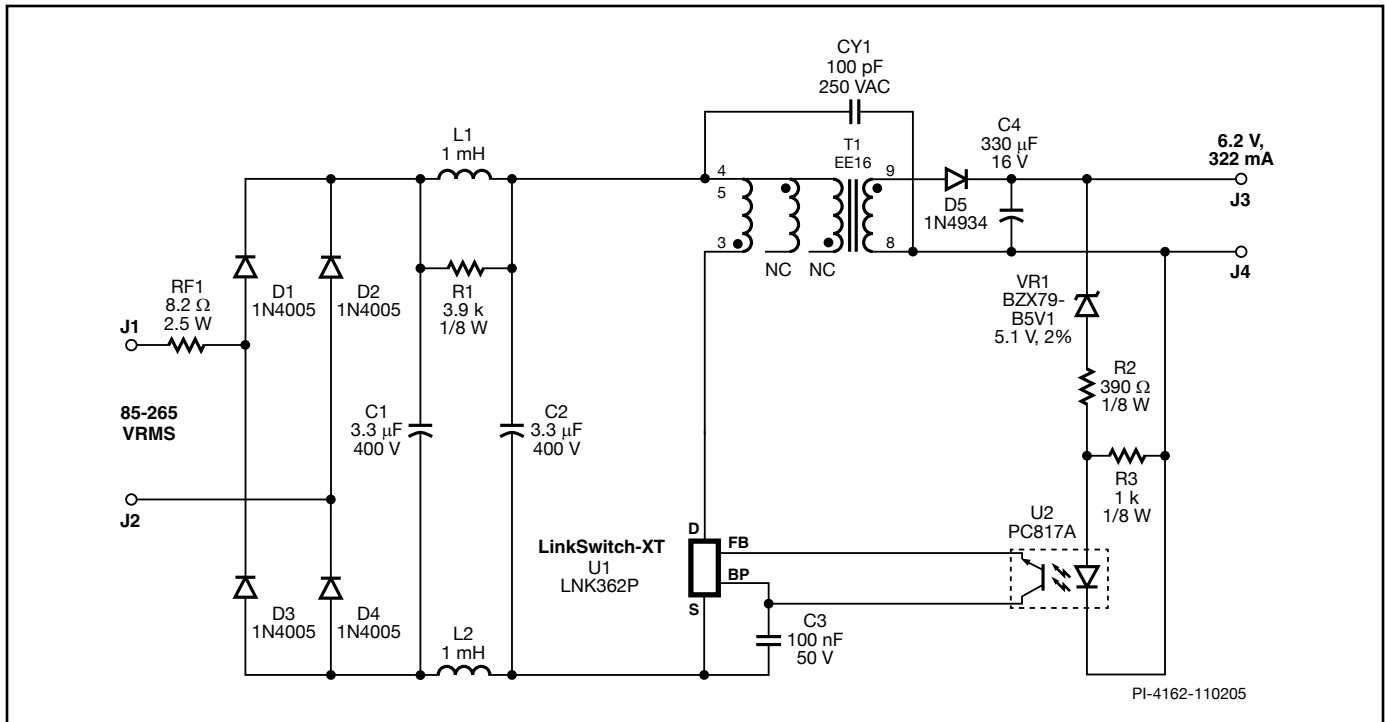 CY1
100 pF
250 VAC
L1
1 mH
T1
EE16
C4
330 μF
16 V
6.2 V,
322 mA
4
5
3
9
8
NC
NC
D5
1N4934
J3
J4
RF1
8.2 Ω
2.5 W
D1
1N4005
D2
1N4005
R1
3.9 k
1/8 W
VR1
BZX79-
B5V1
5.1 V, 2%
J1
85-265
VRMS
J2
C1
3.3 μF
400 V
C2
3.3 μF
400 V
R2
390 Ω
1/8 W
R3
1 k
1/8 W
LinkSwitch-XT
U1
LNK362P
D
FB
BP
S
U2
PC817A
D3
1N4005
D4
1N4005
L2
1 mH
C3
100 nF
50 V
PI-4162-110205